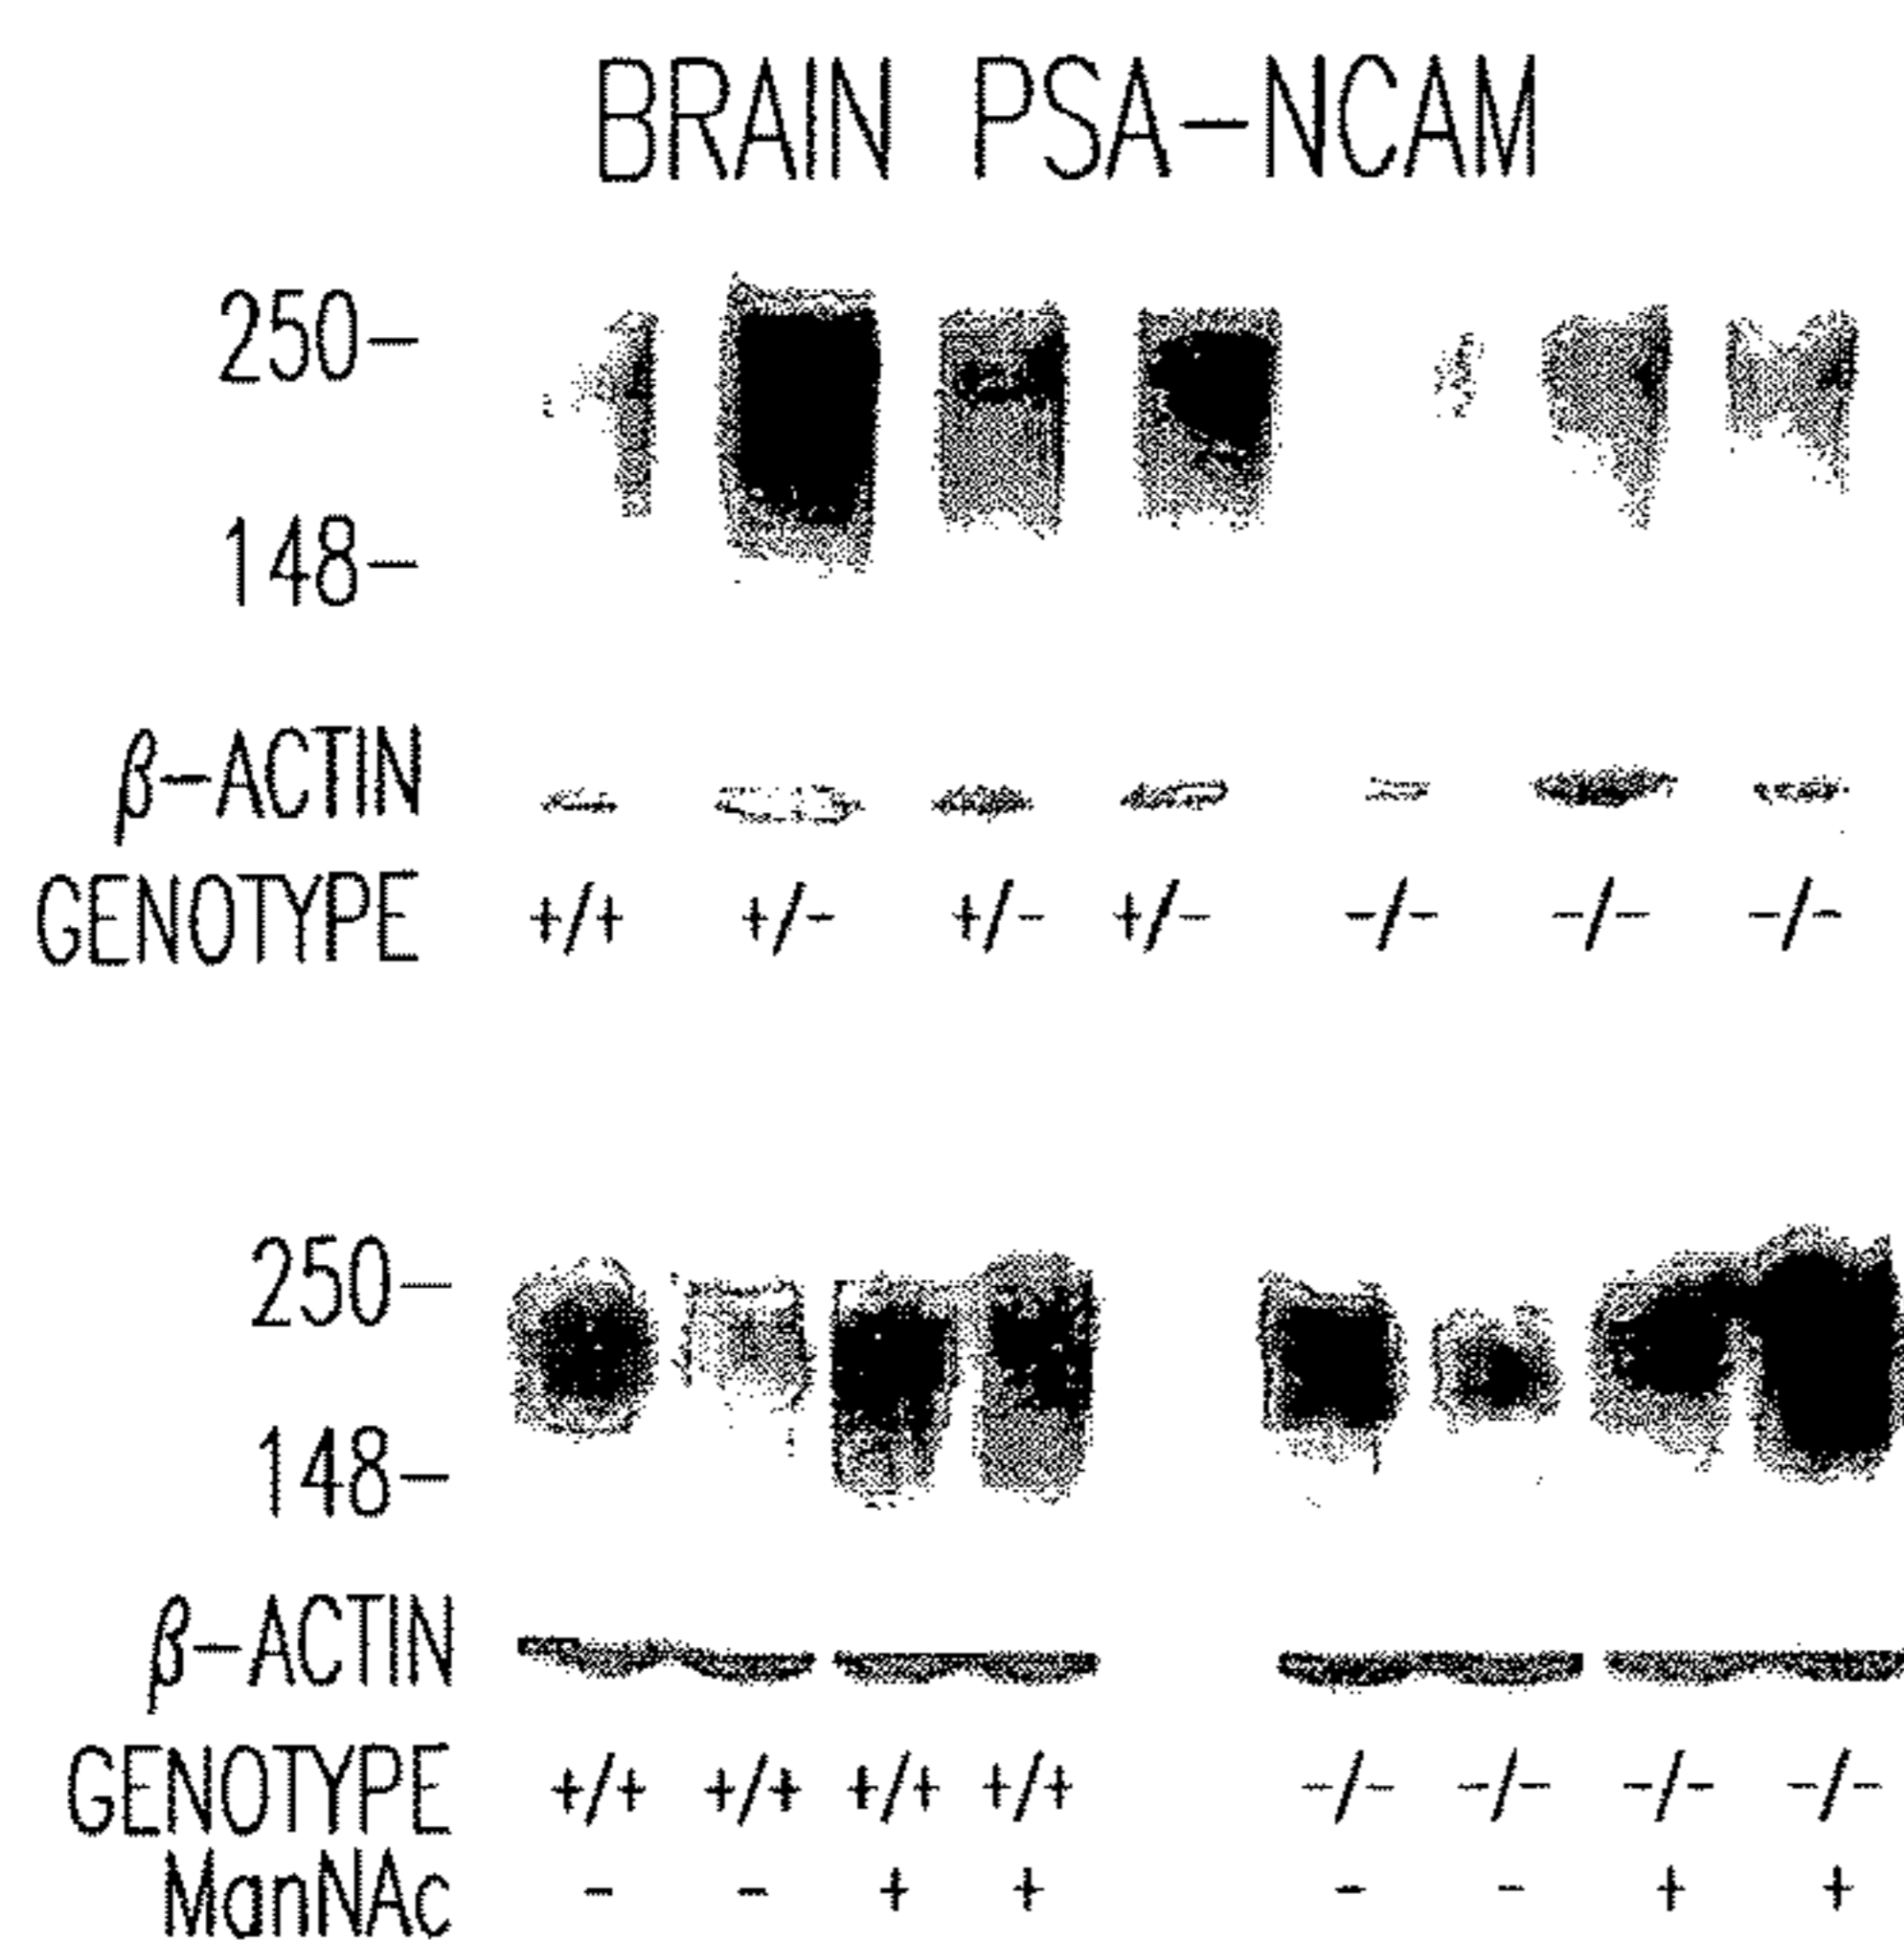 BRAIN PSA-NCAM
250-
148-
β-ACTIN
GENOTYPE +/+ +/- +/- +/- -/- -/- -/-
250-
148-
β-ACTIN
GENOTYPE +/+ +/+ +/+ +/+ -/- -/- -/- -/-
ManNAc - - + + - - + +